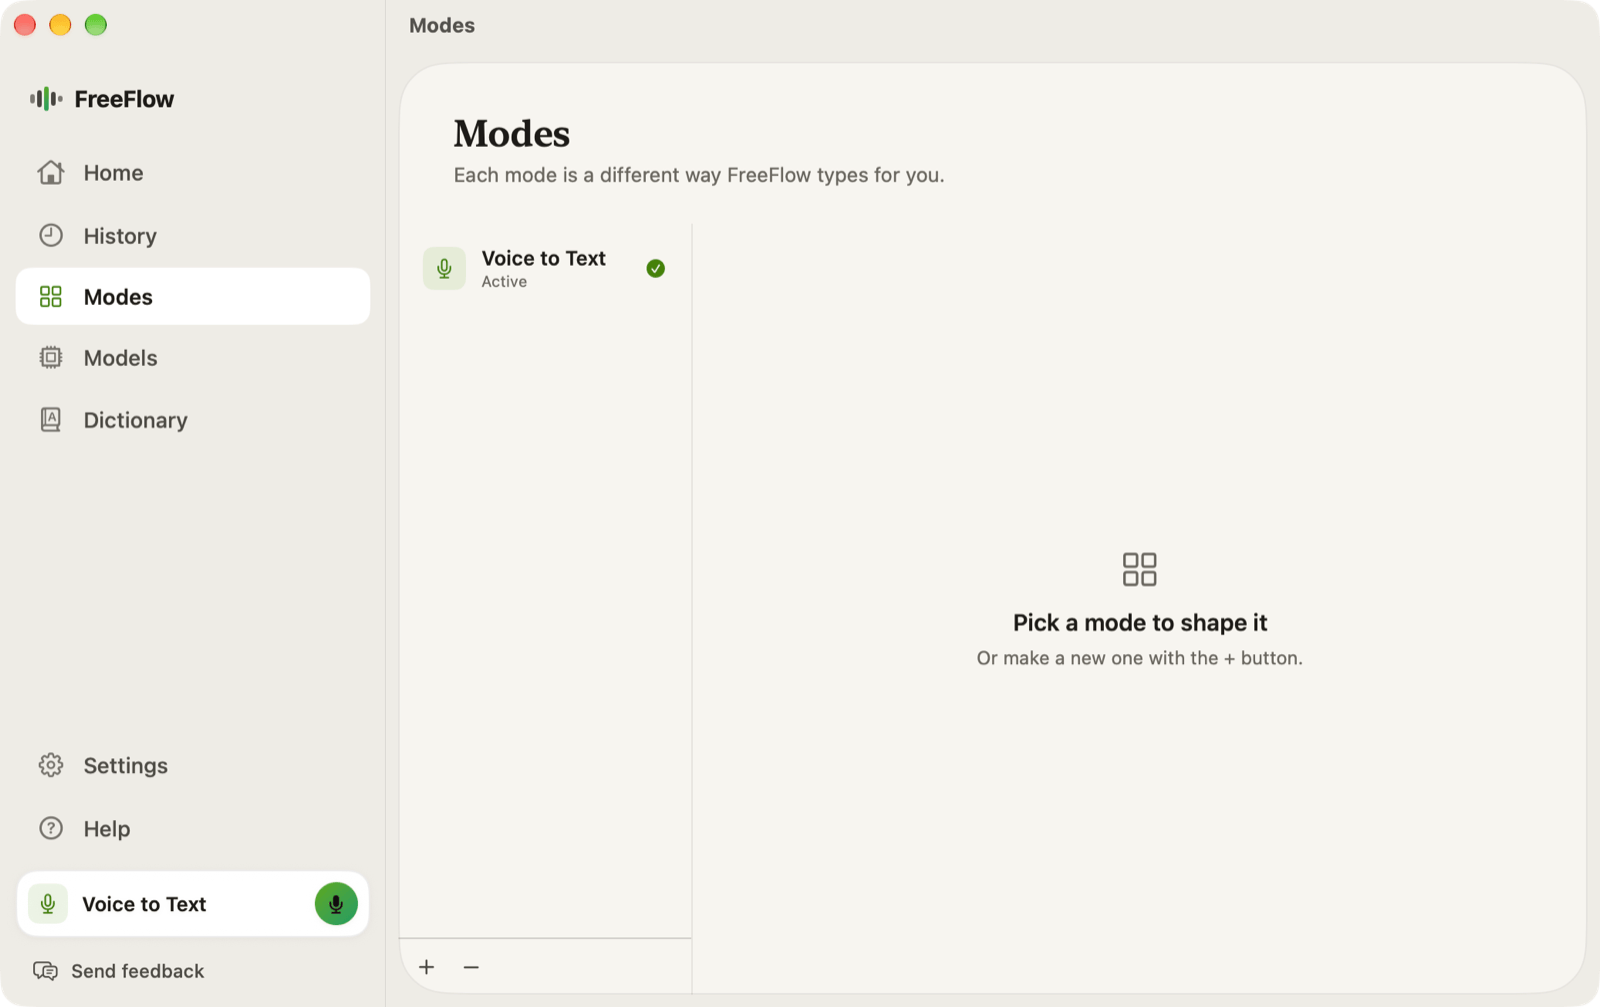 Modes
FreeFlow
Home
History
Modes
Models
Dictionary
Settings
Help
Voice to Text
Send feedback
Modes
Each mode is a different way FreeFlow types for you.
Voice to Text
Active
Pick a mode to shape it
Or make a new one with the + button.